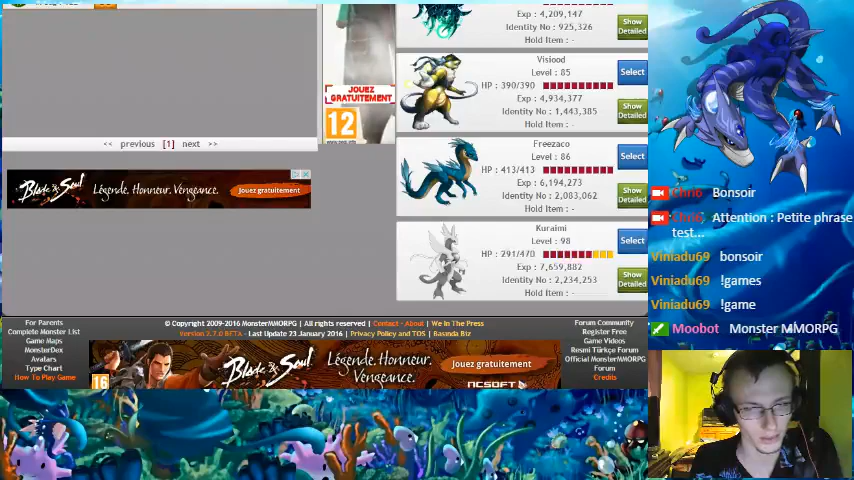 Exp : 4,209,147
Identity No : 925,326
Hold Item : -
Show
Detailed
Visiood
Level : 85
HP : 390/390
Exp : 4,934,377
Identity No : 1,443,385
Hold Item : -
Select
Show
Detailed
Freezaco
Level : 86
HP : 413/413
Exp : 6,194,273
Identity No : 2,083,062
Hold Item : -
Select
Show
Detailed
Kuraimi
Level : 98
HP : 291/470
Exp : 7,659,882
Identity No : 2,234,253
Hold Item : -
Select
Show
Detailed
JOUEZ
GRATUITEMENT
12
<< previous [1] next >>
Blade & Soul
Légende. Honneur. Vengeance.
Jouez gratuitement
For Parents
Complete Monster List
Game Maps
MonsterDex
Avatars
Type Chart
How To Play Game
© Copyright 2009-2016 MonsterMMORPG | All rights reserved | Contact - About | We In The Press
Version 2.7.0 BETA - Last Update 23 January 2016 | Privacy Policy and TOS | Basinda Biz
Forum Community
Register Free
Game Videos
Resmi Türkçe Forum
Official MonsterMMORPG
Forum
Credits
16
Blade & Soul
Légende. Honneur.
Vengeance.
Jouez gratuitement
NCSOFT
Chri6 Bonsoir
Chri6 Attention : Petite phrase
test...
Viniadu69 bonsoir
Viniadu69 !games
Viniadu69 !game
Moobot Monster MMORPG